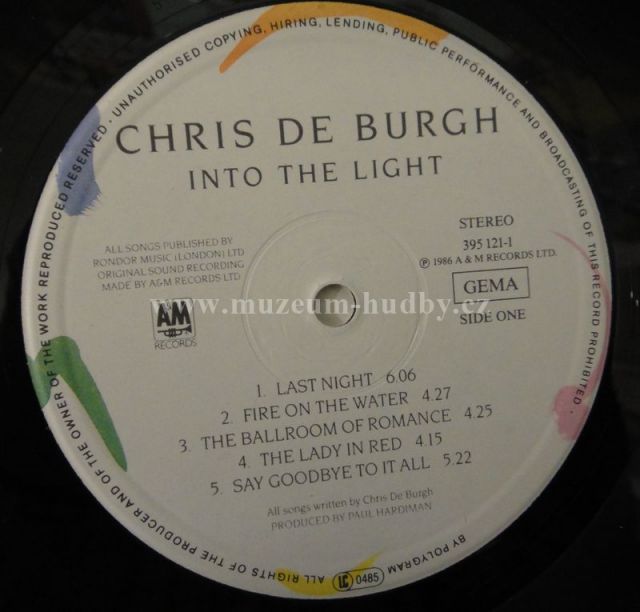 UNAUTHORISED COPYING, HIRING, LENDING, PUBLIC PERFORMANCE AND BROADCASTING OF THIS RECORD PROHIBITED ·
CHRIS DE BURGH
INTO THE LIGHT
ALL SONGS PUBLISHED BY
RONDOR MUSIC (LONDON) LTD
ORIGINAL SOUND RECORDING
MADE BY A&M RECORDS LTD
STEREO
395 121-1
℗ 1986 A & M RECORDS LTD.
GEMA
SIDE ONE
AM
RECORDS
www.muzeum-hudby.cz
1. LAST NIGHT 6.06
2. FIRE ON THE WATER 4.27
3. THE BALLROOM OF ROMANCE 4.25
4. THE LADY IN RED 4.15
5. SAY GOODBYE TO IT ALL 5.22
All songs written by Chris De Burgh
PRODUCED BY PAUL HARDIMAN
BY POLYGRAM
LC 0485
ALL RIGHTS OF THE PRODUCER AND OF THE OWNER OF THE WORK REPRODUCED RESERVED ·